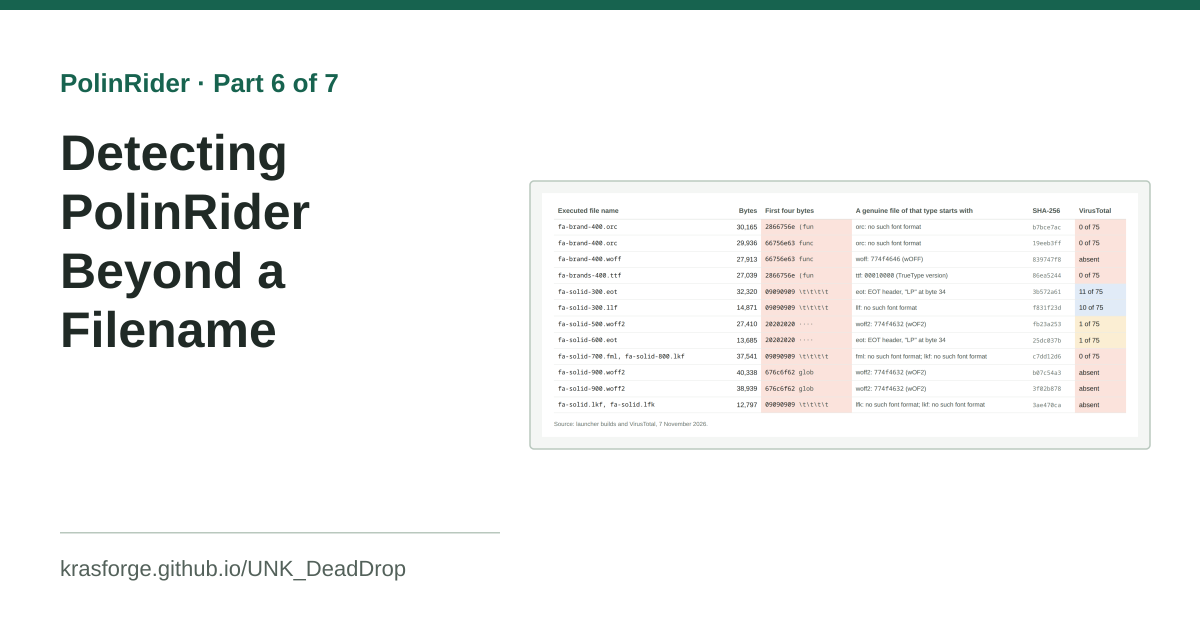 PolinRider · Part 6 of 7
Detecting
PolinRider
Beyond a
Filename
Executed file name Bytes First four bytes A genuine file of that type starts with SHA-256 VirusTotal
fa-brand-400.orc 30,165 2866756e (fun orc: no such font format b7bce7ac 0 of 75
fa-brand-400.orc 29,936 66756e63 func orc: no such font format 19eeb3ff 0 of 75
fa-brand-400.woff 27,913 66756e63 func woff: 774f4646 (wOFF) 839747f8 absent
fa-brands-400.ttf 27,039 2866756e (fun ttf: 00010000 (TrueType version) 86ea5244 0 of 75
fa-solid-300.eot 32,320 09090909 \t\t\t\t eot: EOT header, "LP" at byte 34 3b572a61 11 of 75
fa-solid-300.llf 14,871 09090909 \t\t\t\t llf: no such font format f831f23d 10 of 75
fa-solid-500.woff2 27,410 20202020 ···· woff2: 774f4632 (wOF2) fb23a253 1 of 75
fa-solid-600.eot 13,685 20202020 ···· eot: EOT header, "LP" at byte 34 25dc037b 1 of 75
fa-solid-700.fml, fa-solid-800.lkf 37,541 09090909 \t\t\t\t fml: no such font format; lkf: no such font format c7dd12d6 0 of 75
fa-solid-900.woff2 40,338 676c6f62 glob woff2: 774f4632 (wOF2) b07c54a3 absent
fa-solid-900.woff2 38,939 676c6f62 glob woff2: 774f4632 (wOF2) 3f02b878 absent
fa-solid.lkf, fa-solid.lfk 12,797 09090909 \t\t\t\t lfk: no such font format; lkf: no such font format 3ae470ca absent
Source: launcher builds and VirusTotal, 7 November 2026.
krasforge.github.io/UNK_DeadDrop